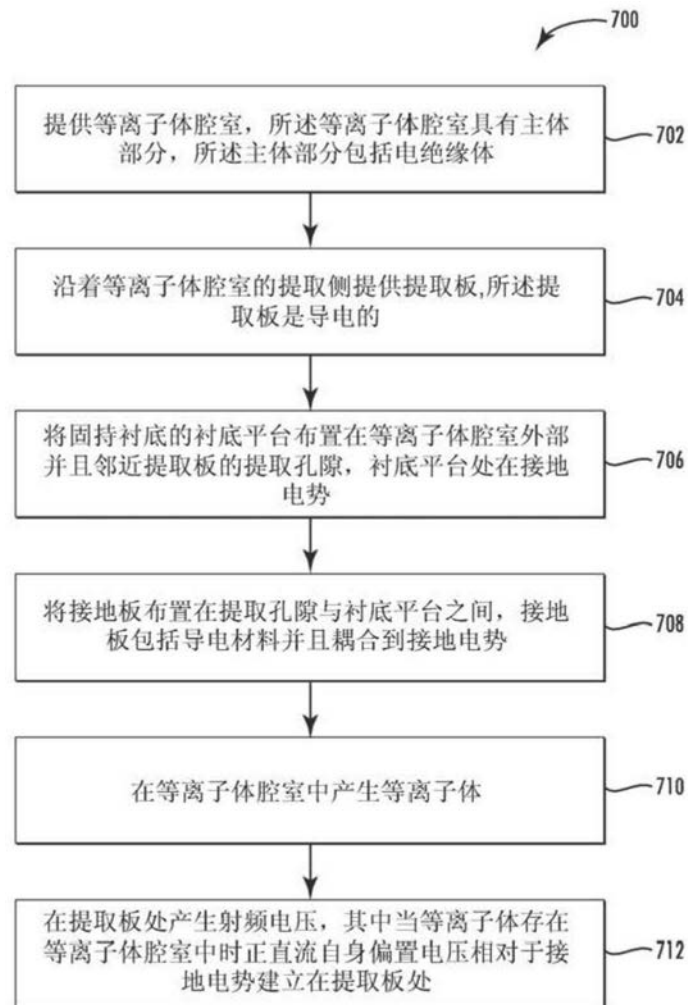 700
提供等离子体腔室，所述等离子体腔室具有主体
部分，所述主体部分包括电绝缘体
702
沿着等离子体腔室的提取侧提供提取板,所述提
取板是导电的
704
将固持衬底的衬底平台布置在等离子体腔室外部
并且邻近提取板的提取孔隙，衬底平台处在接地
电势
706
将接地板布置在提取孔隙与衬底平台之间，接地
板包括导电材料并且耦合到接地电势
708
在等离子体腔室中产生等离子体
710
在提取板处产生射频电压，其中当等离子体存在
等离子体腔室中时正直流自身偏置电压相对于接
地电势建立在提取板处
712